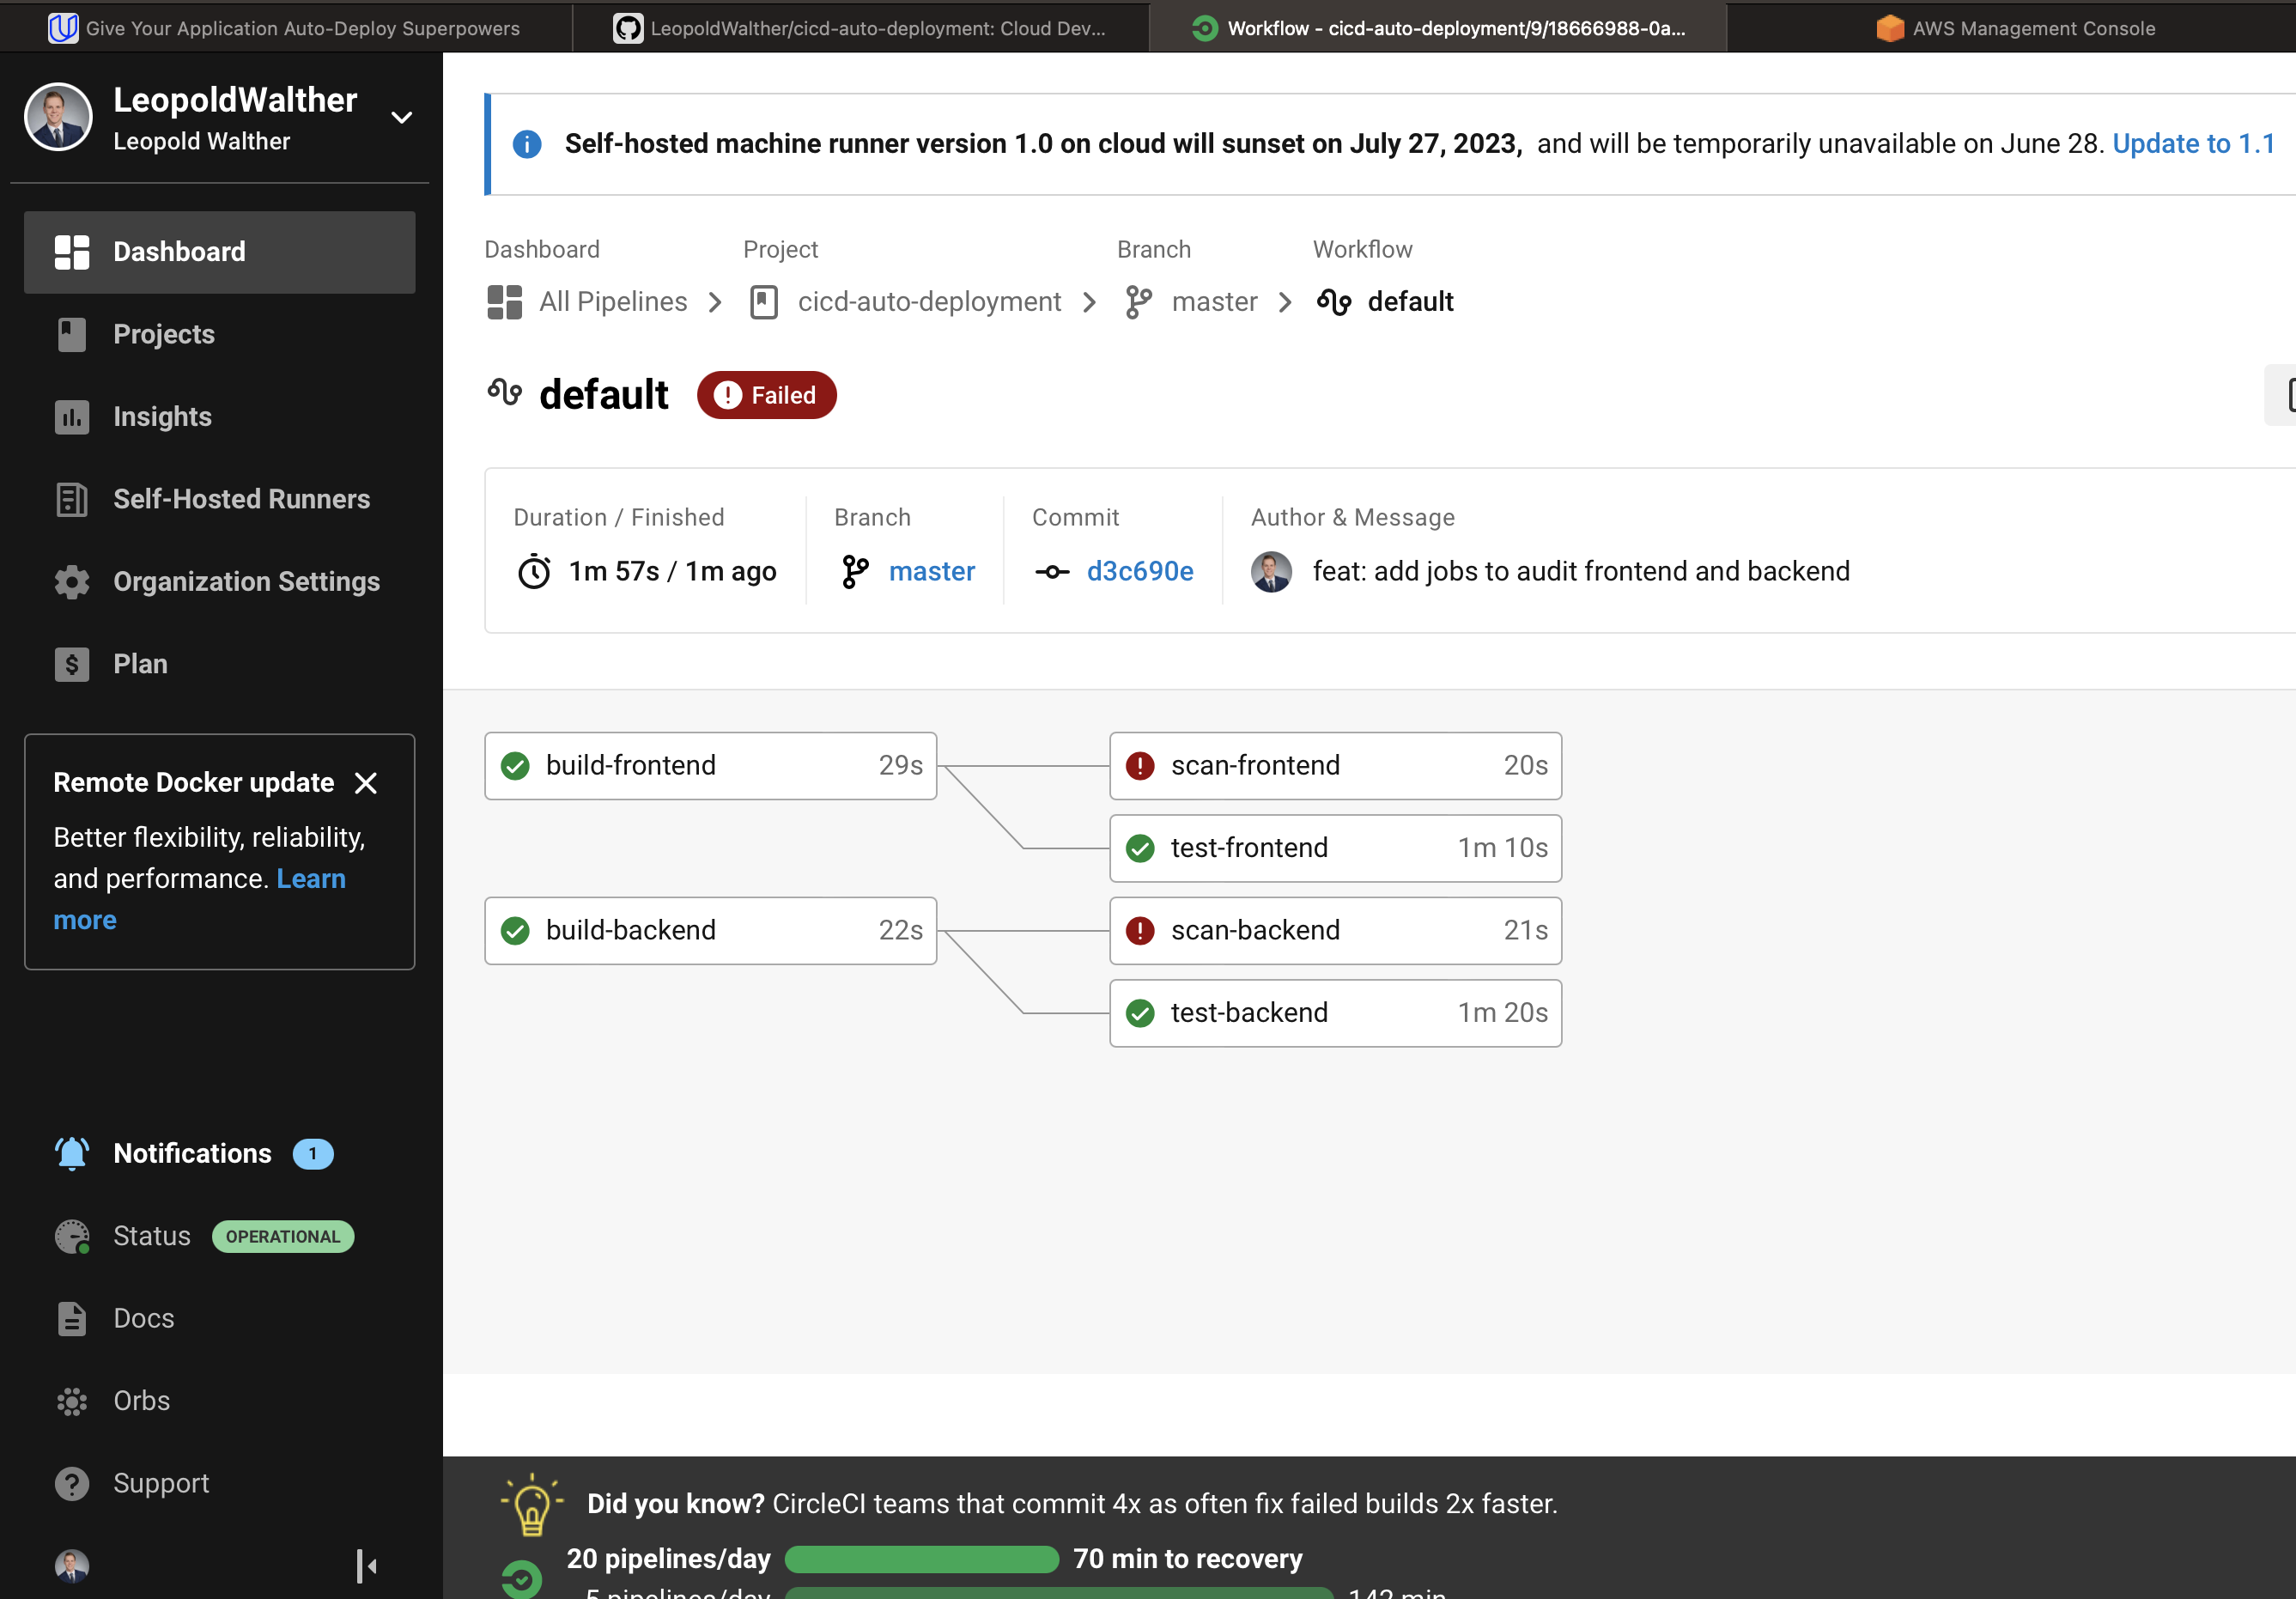 Give Your Application Auto-Deploy Superpowers
LeopoldWalther/cicd-auto-deployment: Cloud Dev...
Workflow - cicd-auto-deployment/9/18666988-0a...
AWS Management Console
LeopoldWalther
Leopold Walther
Dashboard
Projects
Insights
Self-Hosted Runners
Organization Settings
$ Plan
Remote Docker update
Better flexibility, reliability,
and performance. Learn
more
Notifications 1
Status OPERATIONAL
Docs
Orbs
? Support
i Self-hosted machine runner version 1.0 on cloud will sunset on July 27, 2023, and will be temporarily unavailable on June 28. Update to 1.1
Dashboard Project Branch Workflow
All Pipelines > cicd-auto-deployment > master > default
default ! Failed
Duration / Finished
1m 57s / 1m ago
Branch
master
Commit
d3c690e
Author & Message
feat: add jobs to audit frontend and backend
build-frontend 29s
! scan-frontend 20s
test-frontend 1m 10s
build-backend 22s
! scan-backend 21s
test-backend 1m 20s
Did you know? CircleCI teams that commit 4x as often fix failed builds 2x faster.
20 pipelines/day 70 min to recovery
5 pipelines/day 142 min